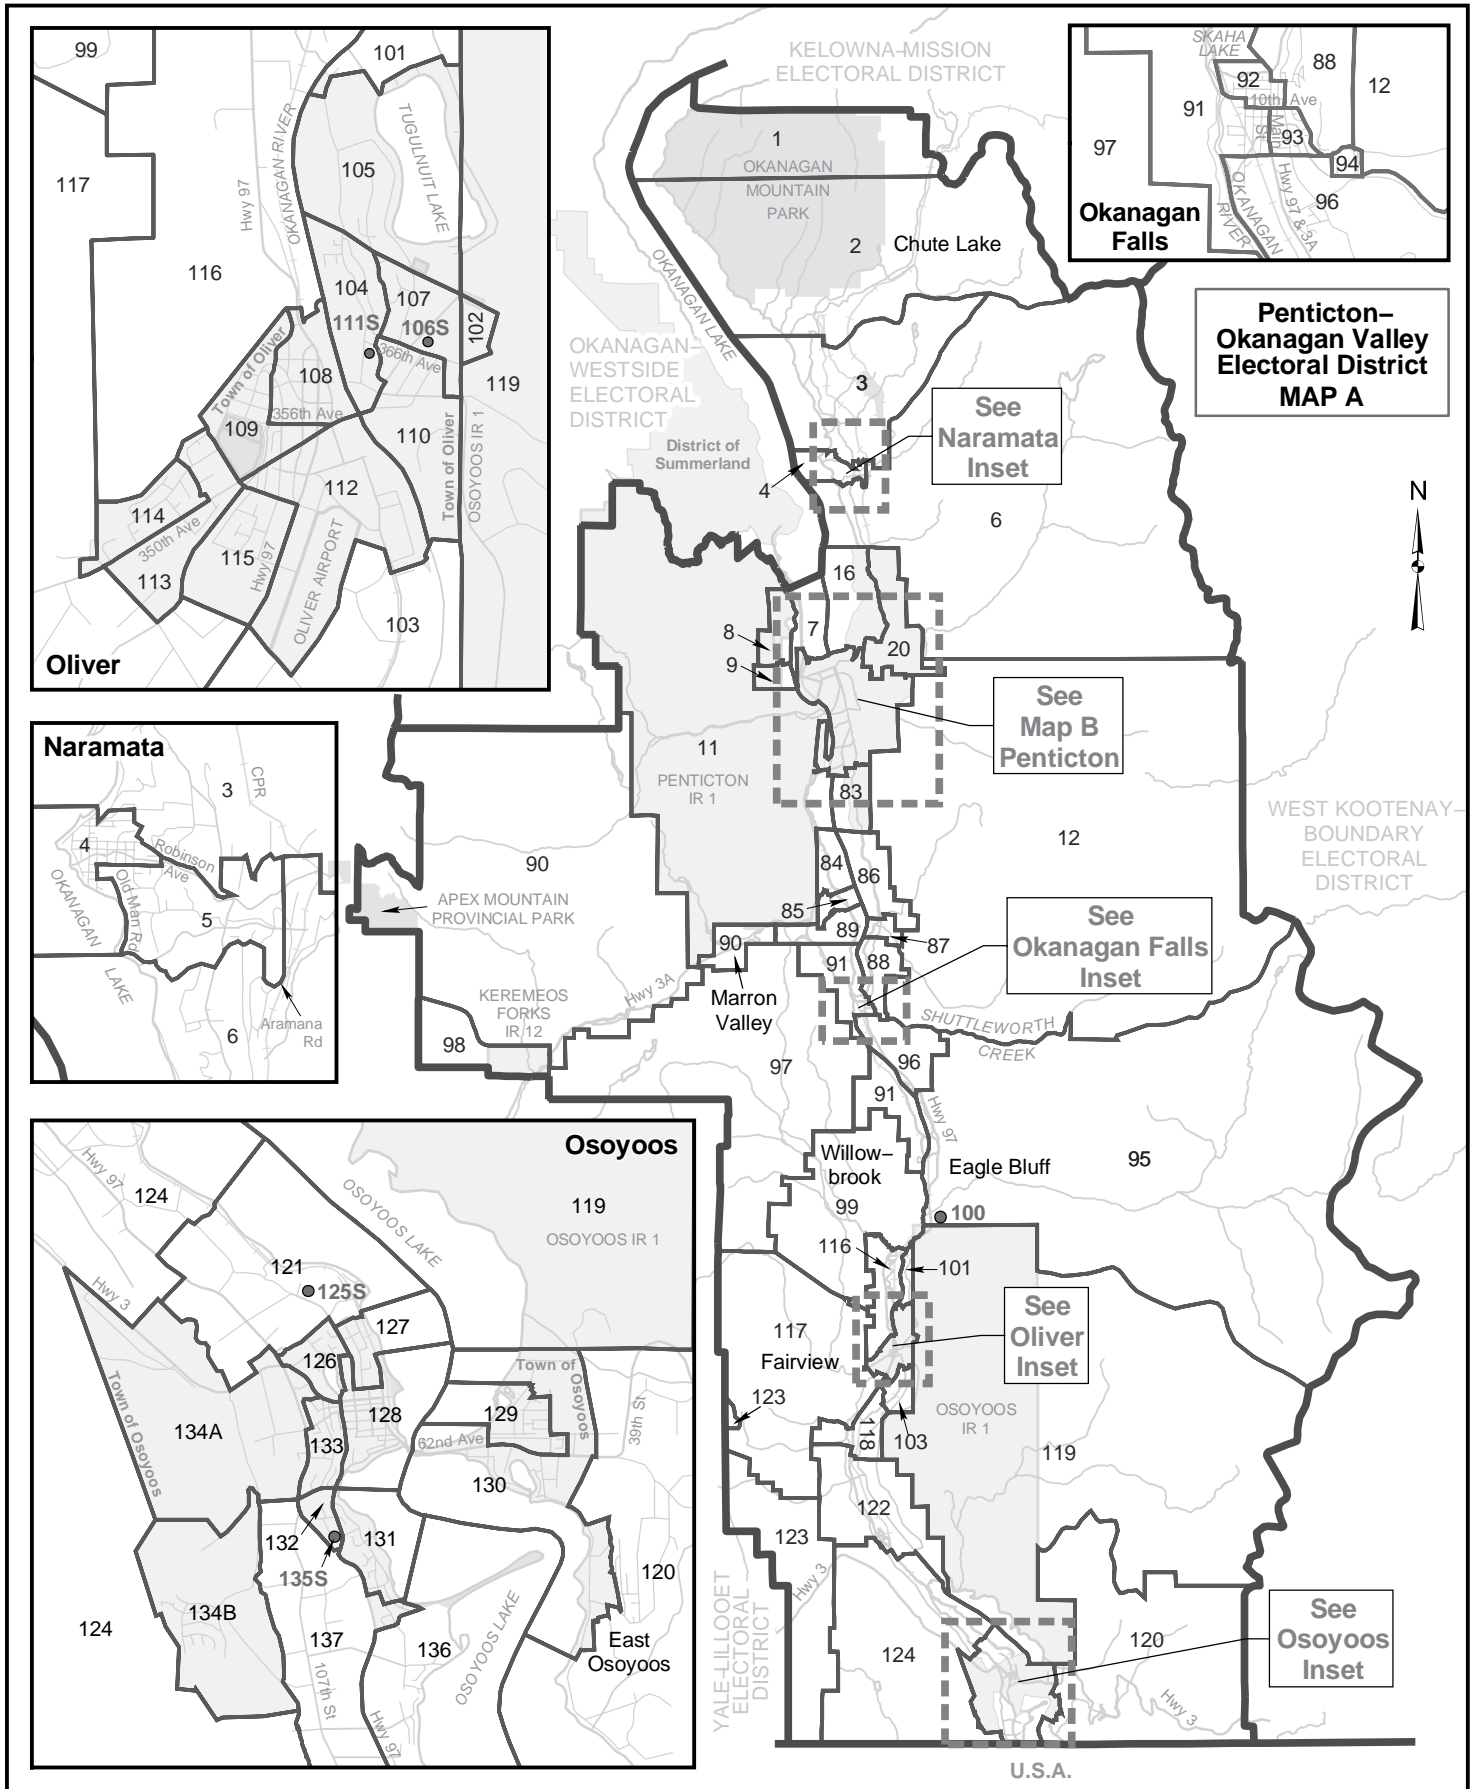 Penticton–
Okanagan Valley
Electoral District
MAP A
KELOWNA–MISSION
ELECTORAL DISTRICT
OKANAGAN–
WESTSIDE
ELECTORAL
DISTRICT
District of
Summerland
WEST KOOTENAY–
BOUNDARY
ELECTORAL
DISTRICT
YALE–LILLOOET
ELECTORAL
DISTRICT
U.S.A.
N
1
OKANAGAN
MOUNTAIN
PARK
2
Chute Lake
OKANAGAN LAKE
3
See
Naramata
Inset
4
6
16
7
8
9
20
See
Map B
Penticton
11
PENTICTON
IR 1
83
12
90
APEX MOUNTAIN
PROVINCIAL PARK
84
86
85
89
87
90
91
88
See
Okanagan Falls
Inset
Marron
Valley
Hwy 3A
KEREMEOS
FORKS
IR 12
98
SHUTTLEWORTH
CREEK
97
96
91
Hwy 97
Willow–
brook
Eagle Bluff
95
99
100
116
101
See
Oliver
Inset
117
Fairview
123
103
118
OSOYOOS
IR 1
119
122
123
Hwy 3
124
120
See
Osoyoos
Inset
Hwy 3
Oliver
99
101
117
116
Hwy 97
OKANAGAN RIVER
TUGULNUIT LAKE
105
104
107
111S
106S
102
366th Ave
119
Town of Oliver
108
356th Ave
109
110
Town of Oliver
OSOYOOS IR 1
112
114
350th Ave
115
Hwy 97
113
OLIVER AIRPORT
103
Okanagan
Falls
SKAHA
LAKE
88
92
12
10th Ave
91
Main
St
93
97
94
96
OKANAGAN
RIVER
Hwy 97 & 3A
Naramata
3
CPR
4
Robinson
Ave
OKANAGAN
LAKE
Old Main Rd
5
6
Aramana
Rd
Osoyoos
Hwy 97
124
OSOYOOS LAKE
119
OSOYOOS IR 1
121
125S
Hwy 3
127
126
Town of
Osoyoos
Town of Osoyoos
134A
128
129
133
62nd Ave
39th St
130
132
131
135S
120
134B
124
137
136
OSOYOOS LAKE
East
Osoyoos
107th St
Hwy 97